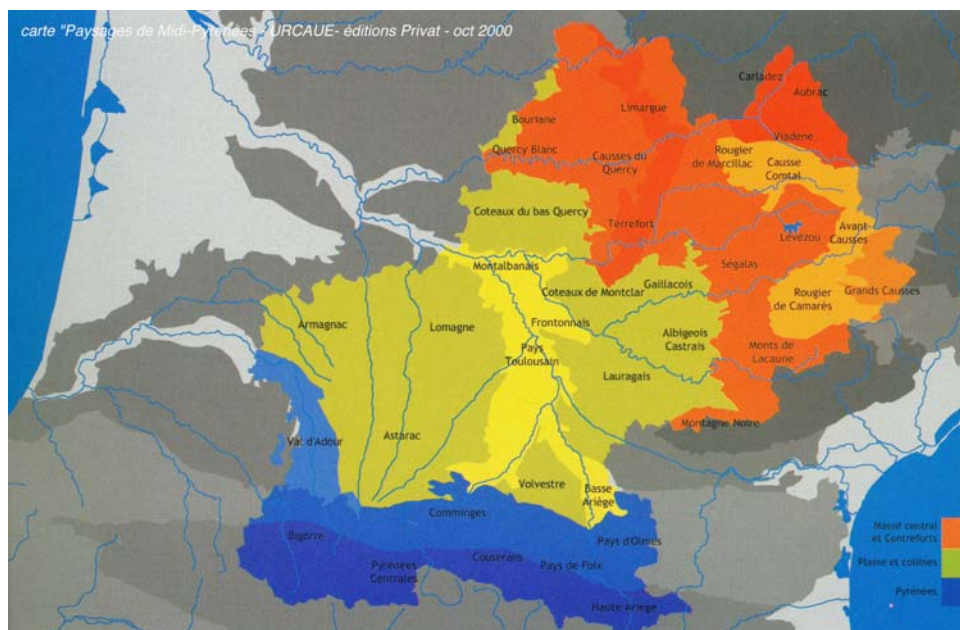 carte "Paysages de Midi-Pyrénées / URCAUE- éditions Privat - oct 2000
Carladez
Aubrac
Limargue
Bouriane
Viadene
Quercy Blanc
Causses du
Quercy
Rougier
de Marcillac
Causse
Comtal
Coteaux du bas Quercy
Terrefort
Lévezou
Avant
Causses
Ségalas
Montalbanais
Coteaux de Montclar
Gaillacois
Rougier
de Camarès
Grands Causses
Armagnac
Lomagne
Frontonnais
Albigeois
Castrais
Pays
Toulousain
Monts de
Lacaune
Lauragais
Montagne Noire
Val d'Adour
Astarac
Volvestre
Basse
Ariège
Comminges
Bigorre
Couserans
Pays d'Olmes
Pyrénées
Centrales
Pays de Foix
Haute Ariege
Massif central
et Contreforts
Plaine et collines
Pyrénées